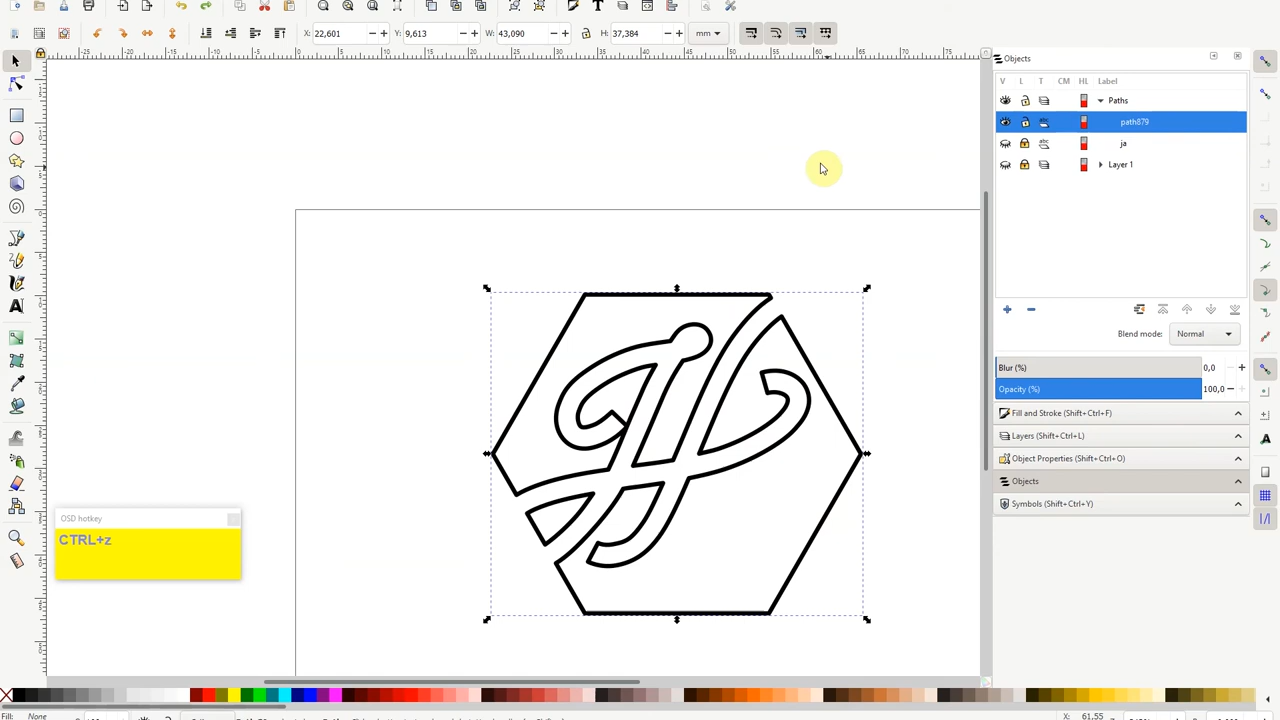 X: 22,601 Y: 9,613 W: 43,090 H: 37,384 mm
Objects
V L T CM HL Label
Paths
path879
ja
Layer 1
Blend mode: Normal
Blur (%) 0,0
Opacity (%) 100,0
Fill and Stroke (Shift+Ctrl+F)
Layers (Shift+Ctrl+L)
Object Properties (Shift+Ctrl+O)
Objects
Symbols (Shift+Ctrl+Y)
OSD hotkey
CTRL+z
Fill: None
X: 61,55